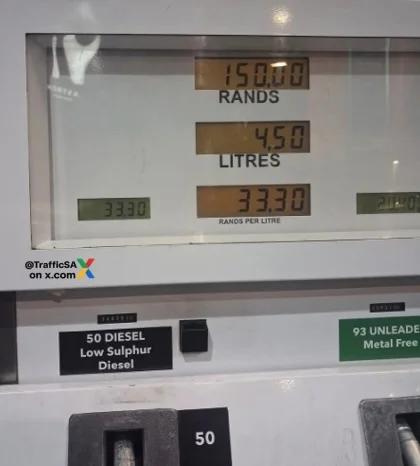 150.00
RANDS
4.50
LITRES
33.30
33.30
RANDS PER LITRE
@TrafficSA
on x.com
50 DIESEL
Low Sulphur
Diesel
93 UNLEADE
Metal Free
50